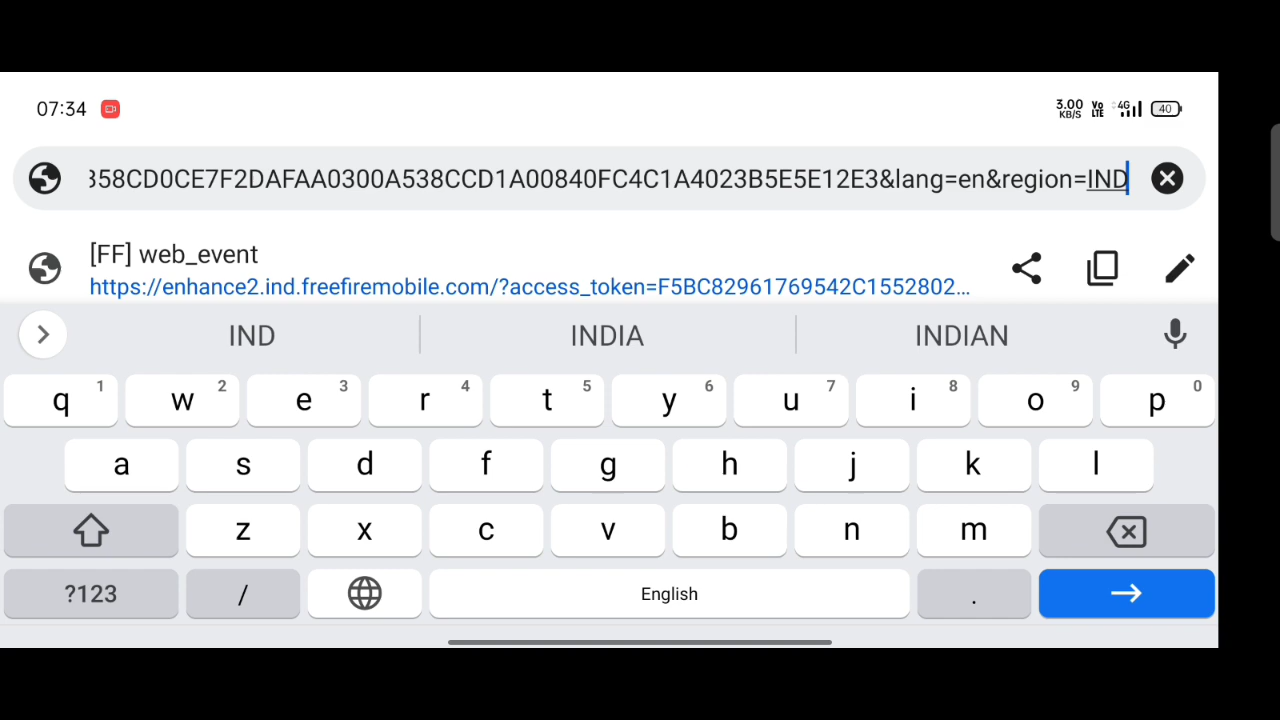 07:34 3.00 KB/S Vo LTE 4G 40
358CD0CE7F2DAFAA0300A538CCD1A00840FC4C1A4023B5E5E12E3&lang=en&region=IND
[FF] web_event
https://enhance2.ind.freefiremobile.com/?access_token=F5BC82961769542C1552802...
IND INDIA INDIAN
q 1 w 2 e 3 r 4 t 5 y 6 u 7 i 8 o 9 p 0
a s d f g h j k l
z x c v b n m
?123 / English .